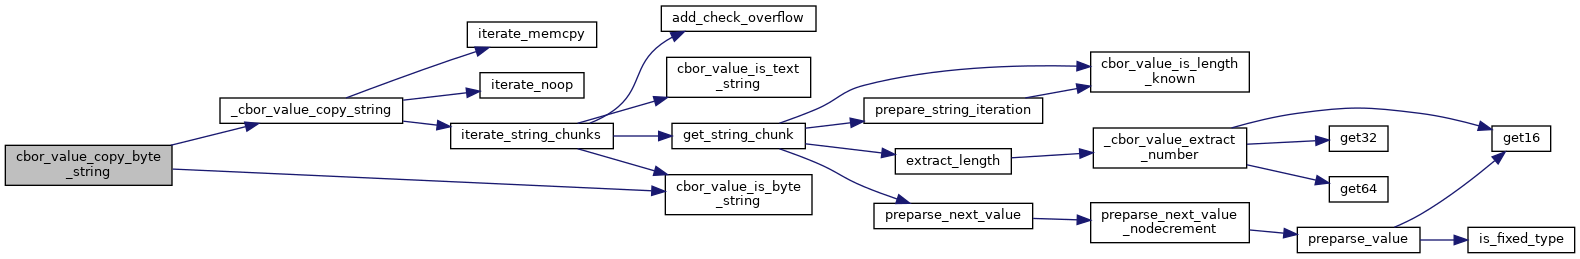 cbor_value_copy_byte
_string
_cbor_value_copy_string
iterate_memcpy
iterate_noop
iterate_string_chunks
add_check_overflow
cbor_value_is_text
_string
get_string_chunk
cbor_value_is_byte
_string
prepare_string_iteration
extract_length
preparse_next_value
cbor_value_is_length
_known
_cbor_value_extract
_number
preparse_next_value
_nodecrement
get32
get64
preparse_value
get16
is_fixed_type